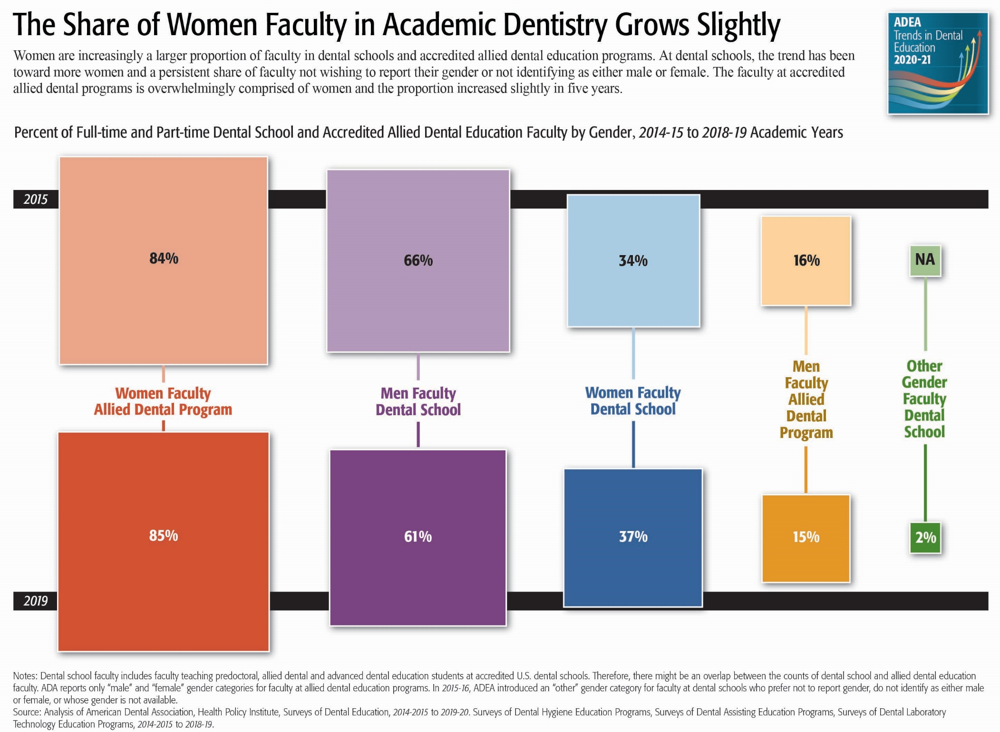 The Share of Women Faculty in Academic Dentistry Grows Slightly
Women are increasingly a larger proportion of faculty in dental schools and accredited allied dental education programs. At dental schools, the trend has been
toward more women and a persistent share of faculty not wishing to report their gender or not identifying as either male or female. The faculty at accredited
allied dental programs is overwhelmingly comprised of women and the proportion increased slightly in five years.
ADEA
Trends in Dental
Education
2020-21
Percent of Full-time and Part-time Dental School and Accredited Allied Dental Education Faculty by Gender, 2014-15 to 2018-19 Academic Years
2015
84%
66%
34%
16%
NA
Women Faculty
Allied Dental Program
Men Faculty
Dental School
Women Faculty
Dental School
Men
Faculty
Allied
Dental
Program
Other
Gender
Faculty
Dental
School
85%
61%
37%
15%
2%
2019
Notes: Dental school faculty includes faculty teaching predoctoral, allied dental and advanced dental education students at accredited U.S. dental schools. Therefore, there might be an overlap between the counts of dental school and allied dental education
faculty. ADA reports only “male” and “female” gender categories for faculty at allied dental education programs. In 2015-16, ADEA introduced an “other” gender category for faculty at dental schools who prefer not to report gender, do not identify as either male
or female, or whose gender is not available.
Source: Analysis of American Dental Association, Health Policy Institute, Surveys of Dental Education, 2014-2015 to 2019-20. Surveys of Dental Hygiene Education Programs, Surveys of Dental Assisting Education Programs, Surveys of Dental Laboratory
Technology Education Programs, 2014-2015 to 2018-19.